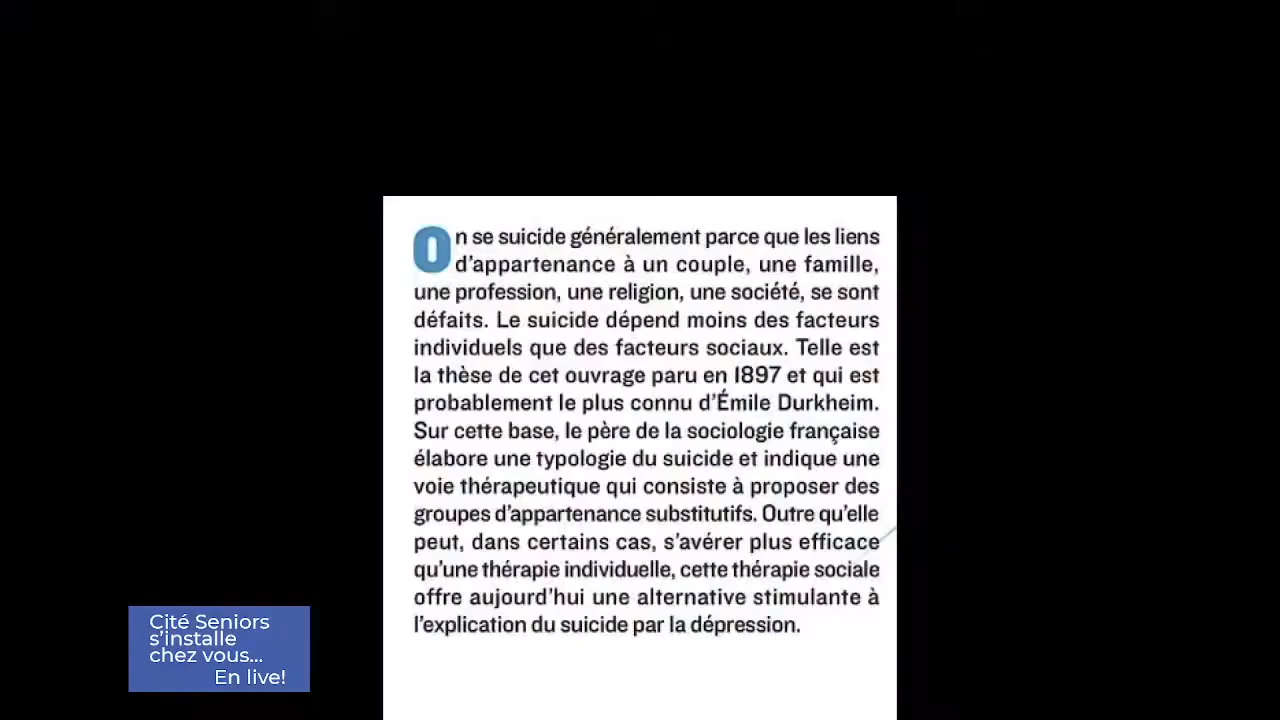 On se suicide généralement parce que les liens
d'appartenance à un couple, une famille,
une profession, une religion, une société, se sont
défaits. Le suicide dépend moins des facteurs
individuels que des facteurs sociaux. Telle est
la thèse de cet ouvrage paru en 1897 et qui est
probablement le plus connu d'Émile Durkheim.
Sur cette base, le père de la sociologie française
élabore une typologie du suicide et indique une
voie thérapeutique qui consiste à proposer des
groupes d'appartenance substitutifs. Outre qu'elle
peut, dans certains cas, s'avérer plus efficace
qu'une thérapie individuelle, cette thérapie sociale
offre aujourd'hui une alternative stimulante à
l'explication du suicide par la dépression.
Cité Seniors
s'installe
chez vous...
En live!